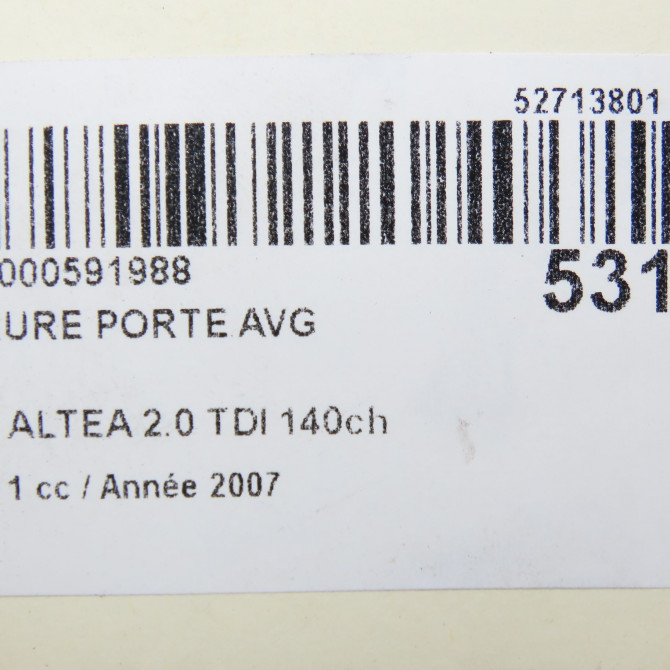 52713801
000591988
531
URE PORTE AVG
ALTEA 2.0 TDI 140ch
1 cc / Année 2007